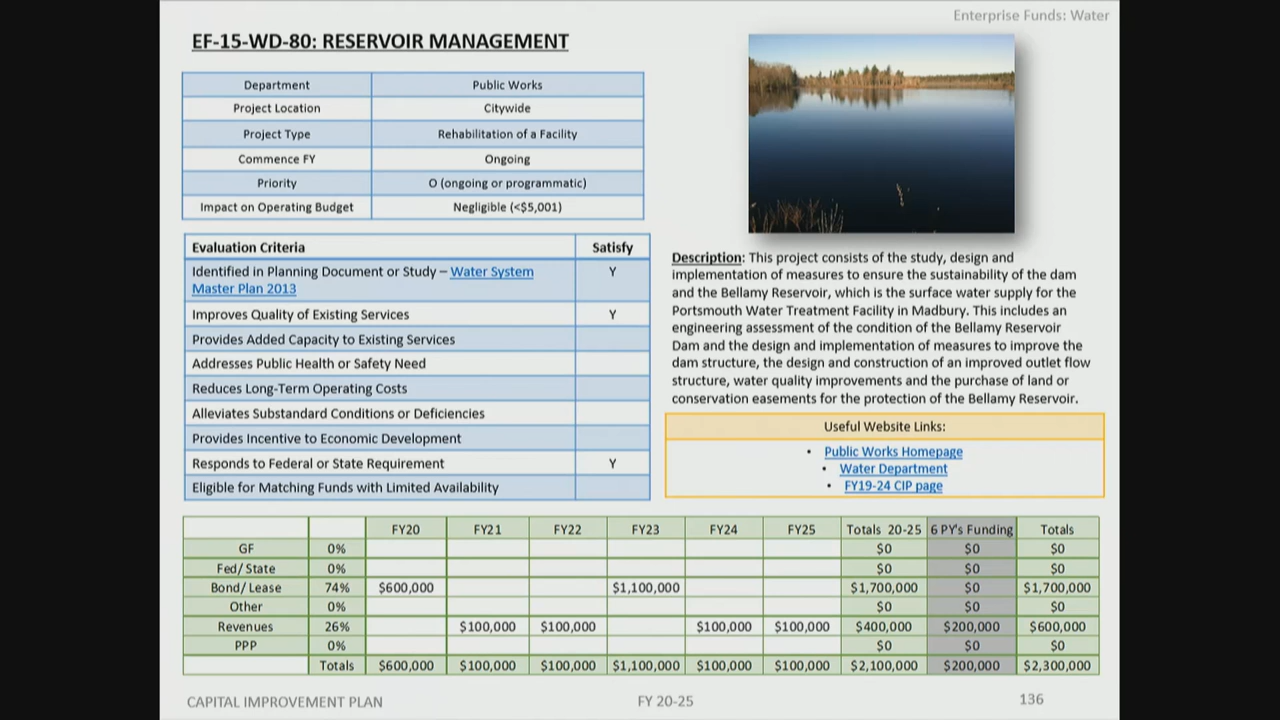 Enterprise Funds: Water
EF-15-WD-80: RESERVOIR MANAGEMENT
Department Public Works
Project Location Citywide
Project Type Rehabilitation of a Facility
Commence FY Ongoing
Priority O (ongoing or programmatic)
Impact on Operating Budget Negligible (<$5,001)
Evaluation Criteria Satisfy
Identified in Planning Document or Study – Water System Y
Master Plan 2013
Improves Quality of Existing Services Y
Provides Added Capacity to Existing Services
Addresses Public Health or Safety Need
Reduces Long-Term Operating Costs
Alleviates Substandard Conditions or Deficiencies
Provides Incentive to Economic Development
Responds to Federal or State Requirement Y
Eligible for Matching Funds with Limited Availability
Description: This project consists of the study, design and
implementation of measures to ensure the sustainability of the dam
and the Bellamy Reservoir, which is the surface water supply for the
Portsmouth Water Treatment Facility in Madbury. This includes an
engineering assessment of the condition of the Bellamy Reservoir
Dam and the design and implementation of measures to improve the
dam structure, the design and construction of an improved outlet flow
structure, water quality improvements and the purchase of land or
conservation easements for the protection of the Bellamy Reservoir.
Useful Website Links:
• Public Works Homepage
• Water Department
• FY19-24 CIP page
FY20 FY21 FY22 FY23 FY24 FY25 Totals 20-25 6 PY's Funding Totals
GF 0% $0 $0 $0
Fed/ State 0% $0 $0 $0
Bond/ Lease 74% $600,000 $1,100,000 $1,700,000 $0 $1,700,000
Other 0% $0 $0 $0
Revenues 26% $100,000 $100,000 $100,000 $100,000 $400,000 $200,000 $600,000
PPP 0% $0 $0 $0
Totals $600,000 $100,000 $100,000 $1,100,000 $100,000 $100,000 $2,100,000 $200,000 $2,300,000
CAPITAL IMPROVEMENT PLAN FY 20-25 136